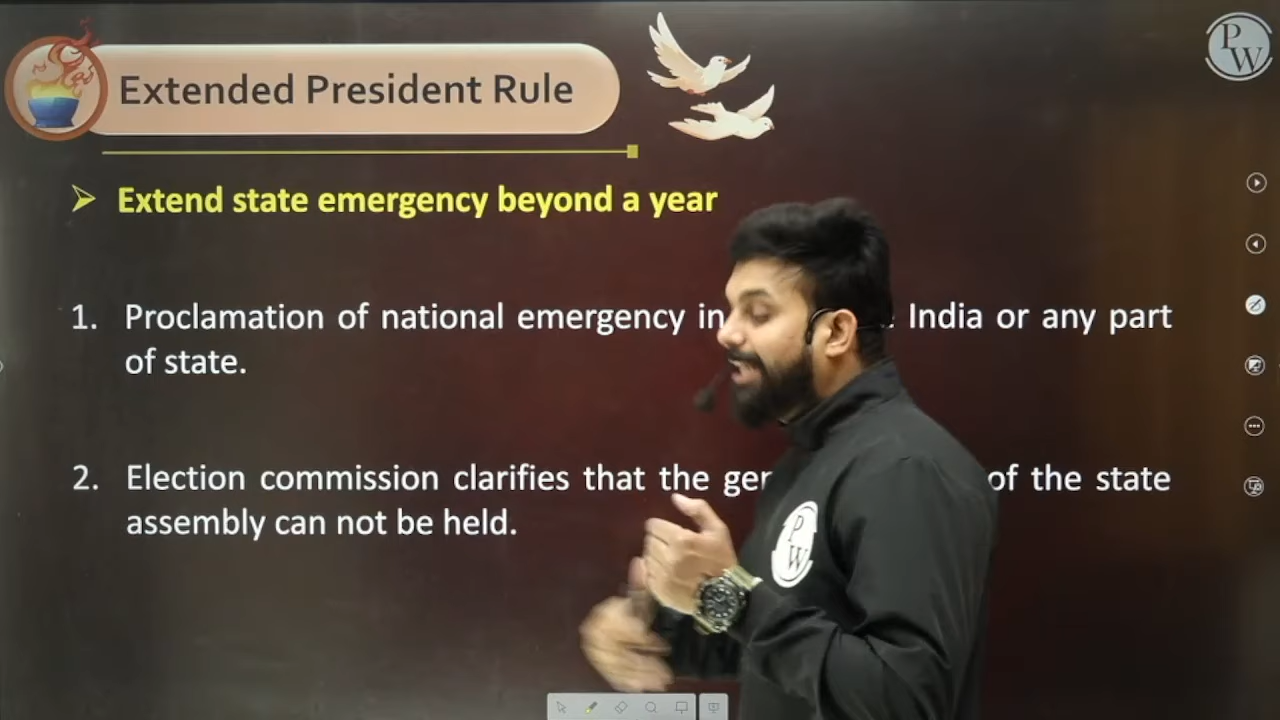 Extended President Rule
PW
Extend state emergency beyond a year
1. Proclamation of national emergency in India or any part
of state.
2. Election commission clarifies that the of the state
assembly can not be held.
PW